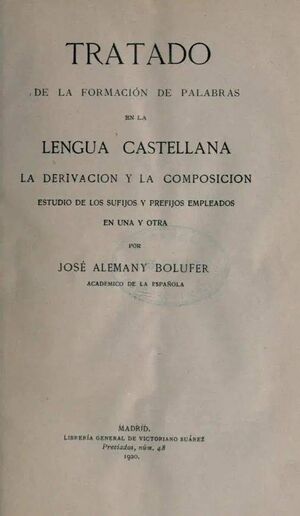 TRATADO
DE LA FORMACIÓN DE PALABRAS
EN LA
LENGUA CASTELLANA
LA DERIVACION Y LA COMPOSICION
ESTUDIO DE LOS SUFIJOS Y PREFIJOS EMPLEADOS
EN UNA Y OTRA
POR
JOSÉ ALEMANY BOLUFER
ACADEMICO DE LA ESPAÑOLA
MADRID.
LIBRERÍA GENERAL DE VICTORIANO SUÁREZ
Preciados, núm. 48
1920.